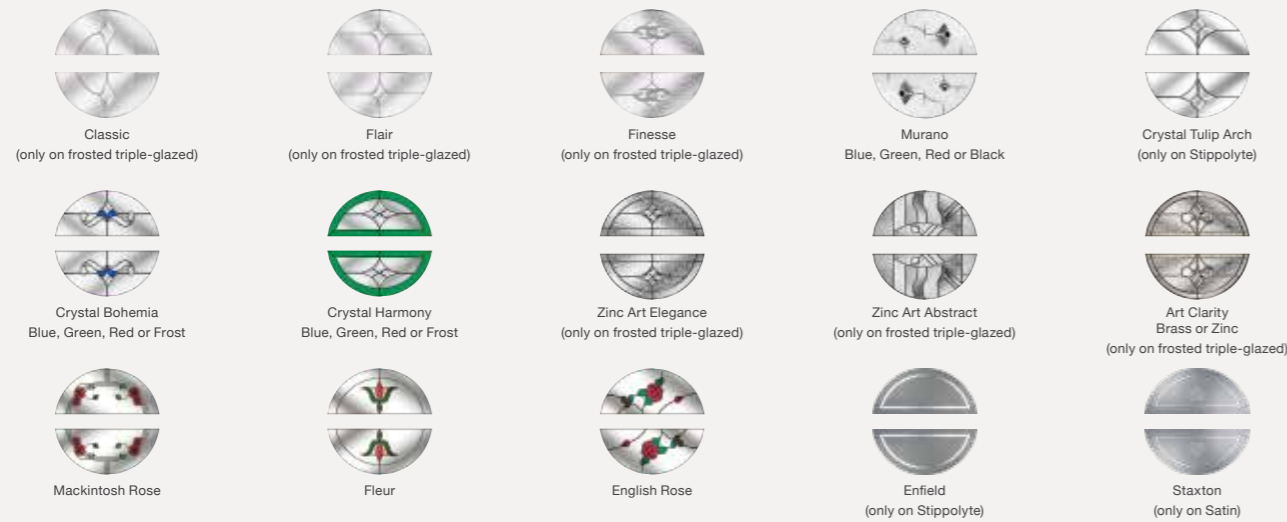 Classic
(only on frosted triple-glazed)
Flair
(only on frosted triple-glazed)
Finesse
(only on frosted triple-glazed)
Murano
Blue, Green, Red or Black
Crystal Tulip Arch
(only on Stippolyte)
Crystal Bohemia
Blue, Green, Red or Frost
Crystal Harmony
Blue, Green, Red or Frost
Zinc Art Elegance
(only on frosted triple-glazed)
Zinc Art Abstract
(only on frosted triple-glazed)
Art Clarity
Brass or Zinc
(only on frosted triple-glazed)
Mackintosh Rose
Fleur
English Rose
Enfield
(only on Stippolyte)
Staxton
(only on Satin)